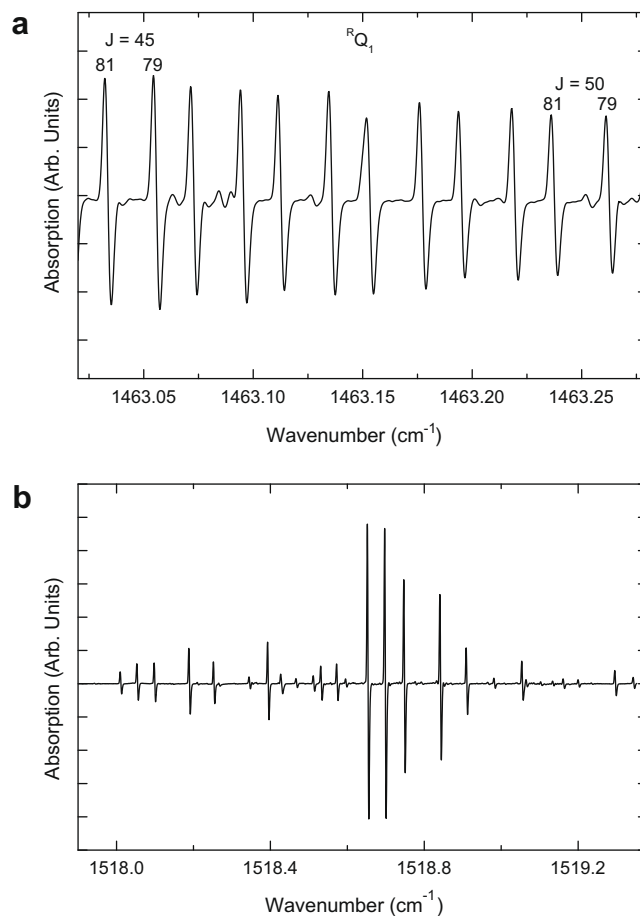 a
J = 45
81 79
ᴿQ₁
J = 50
81 79
Absorption (Arb. Units)
1463.05 1463.10 1463.15 1463.20 1463.25
Wavenumber (cm⁻¹)
b
Absorption (Arb. Units)
1518.0 1518.4 1518.8 1519.2
Wavenumber (cm⁻¹)